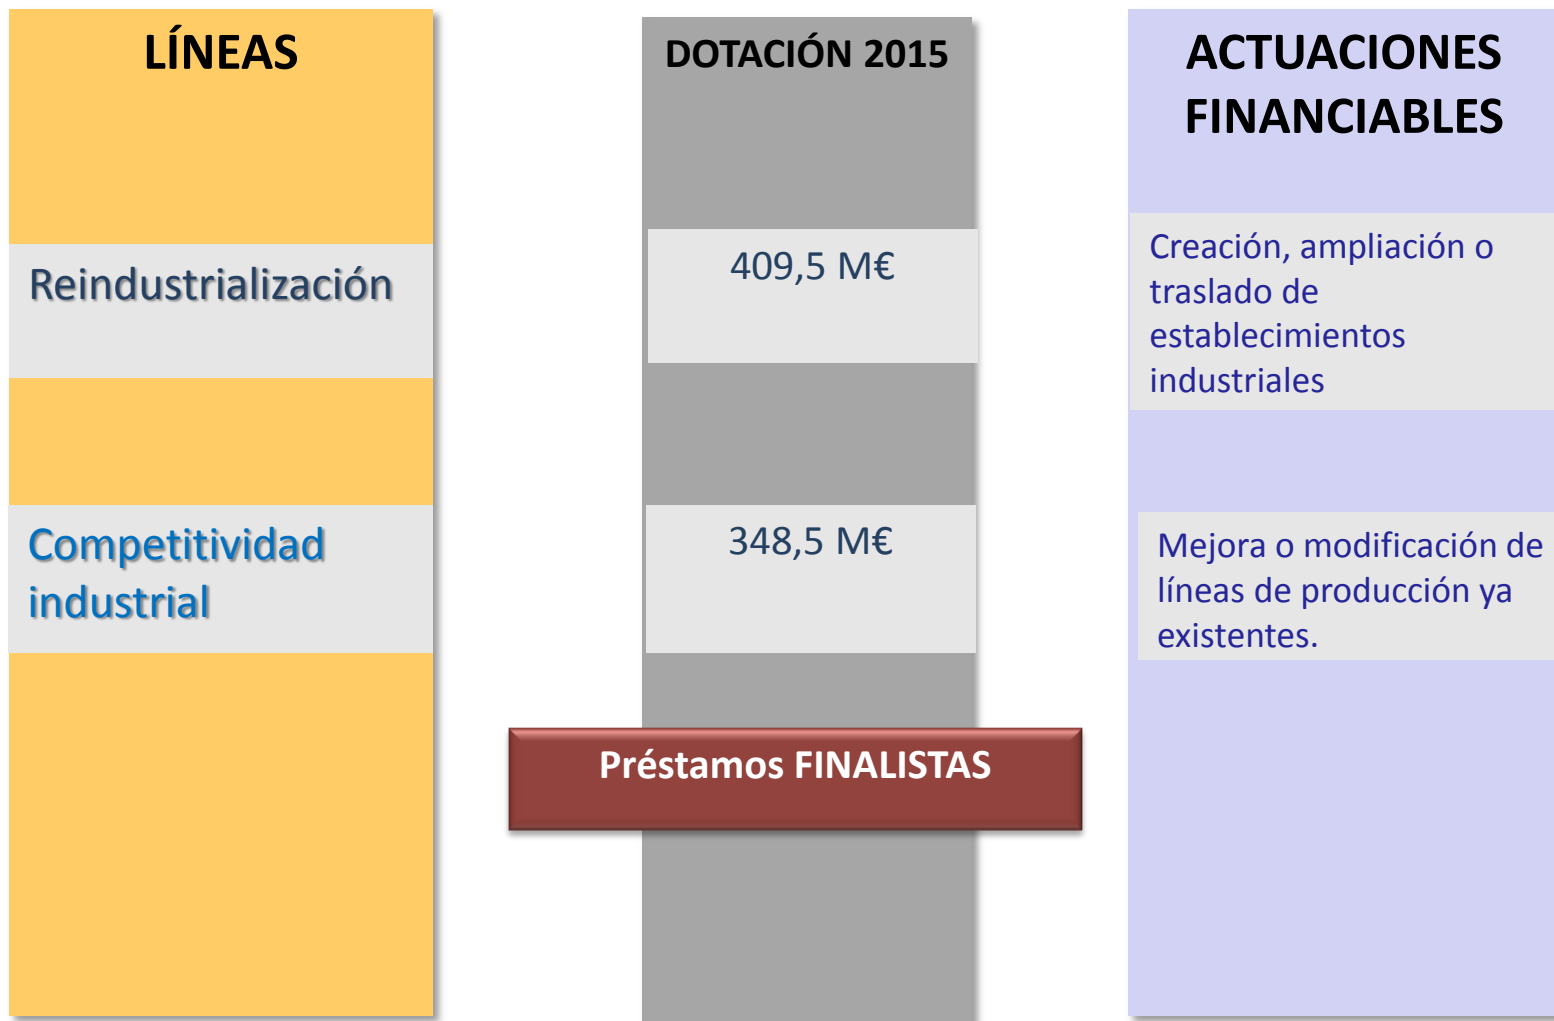 LÍNEAS
DOTACIÓN 2015
ACTUACIONES
FINANCIABLES
Reindustrialización
409,5 M€
Creación, ampliación o
traslado de
establecimientos
industriales
Competitividad
industrial
348,5 M€
Mejora o modificación de
líneas de producción ya
existentes.
Préstamos FINALISTAS